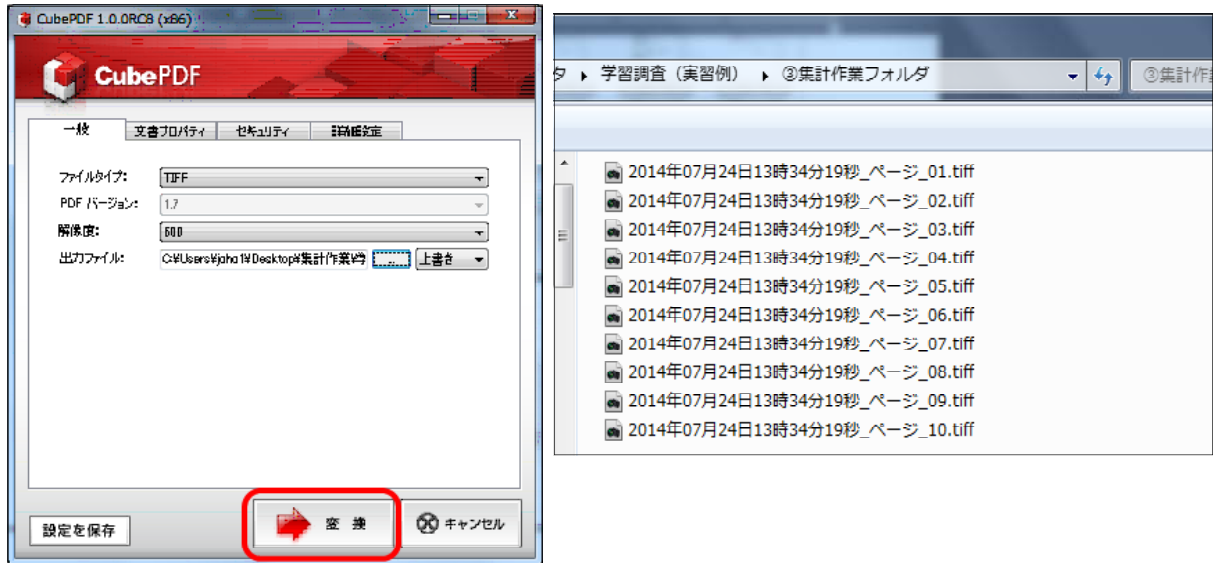 CubePDF 1.0.0RC8 (x86)
CubePDF
一般 文書プロパティ セキュリティ 詳細設定
ファイルタイプ: TIFF
PDF バージョン: 1.7
解像度: 600
出力ファイル: C:¥Users¥jaha1¥Desktop¥集計作業¥学 ... 上書き
設定を保存 変換 キャンセル
タ ▸ 学習調査（実習例） ▸ ③集計作業フォルダ ③集計作業
2014年07月24日13時34分19秒_ページ_01.tiff
2014年07月24日13時34分19秒_ページ_02.tiff
2014年07月24日13時34分19秒_ページ_03.tiff
2014年07月24日13時34分19秒_ページ_04.tiff
2014年07月24日13時34分19秒_ページ_05.tiff
2014年07月24日13時34分19秒_ページ_06.tiff
2014年07月24日13時34分19秒_ページ_07.tiff
2014年07月24日13時34分19秒_ページ_08.tiff
2014年07月24日13時34分19秒_ページ_09.tiff
2014年07月24日13時34分19秒_ページ_10.tiff